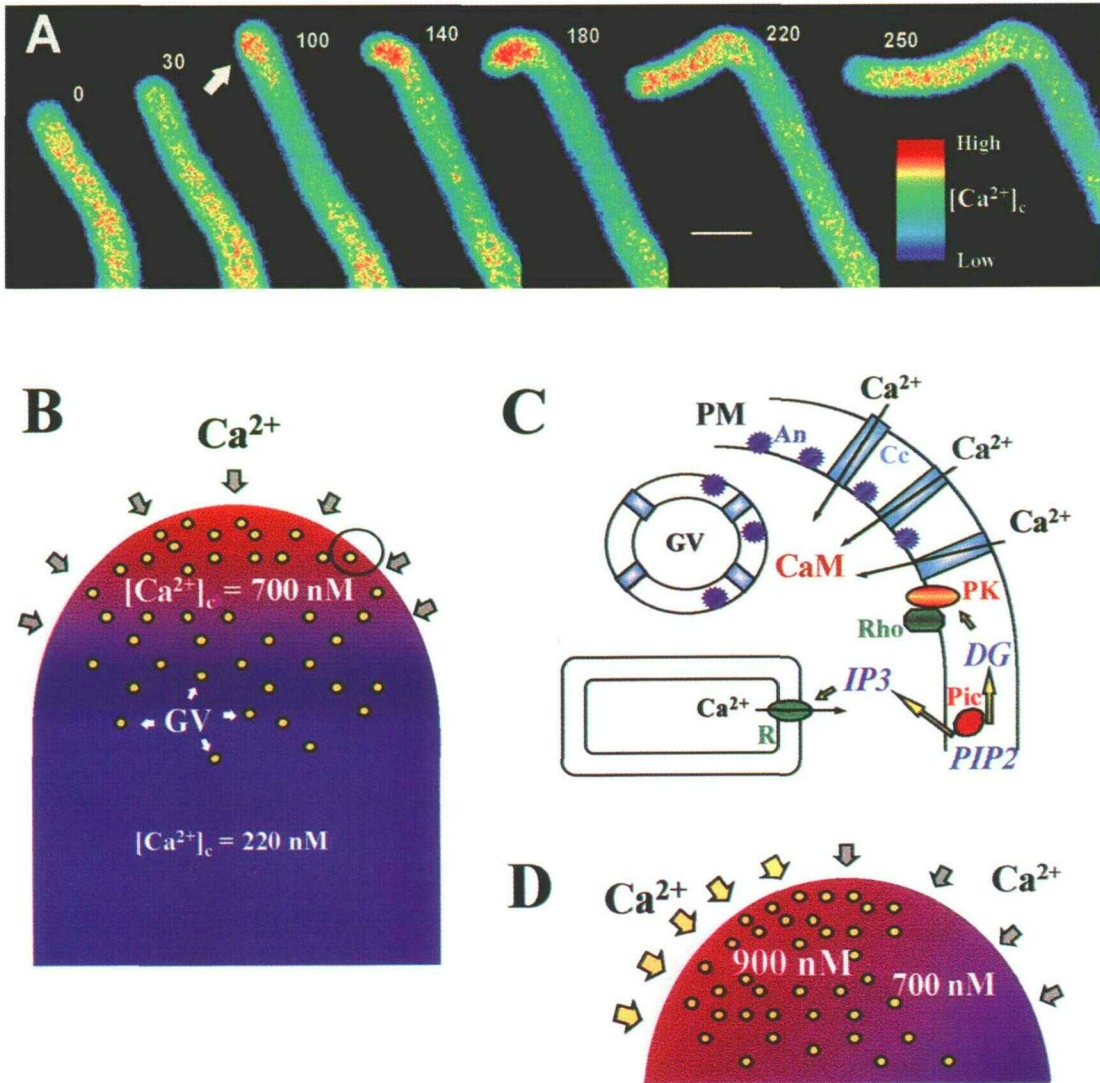 A
0
30
100
140
180
220
250
High
[Ca²⁺]c
Low
B
Ca²⁺
[Ca²⁺]c = 700 nM
GV
[Ca²⁺]c = 220 nM
C
PM
An
Ca²⁺
Cc
Ca²⁺
Ca²⁺
GV
CaM
PK
Rho
DG
IP3
Pic
Ca²⁺
R
PIP2
D
Ca²⁺
Ca²⁺
900 nM
700 nM